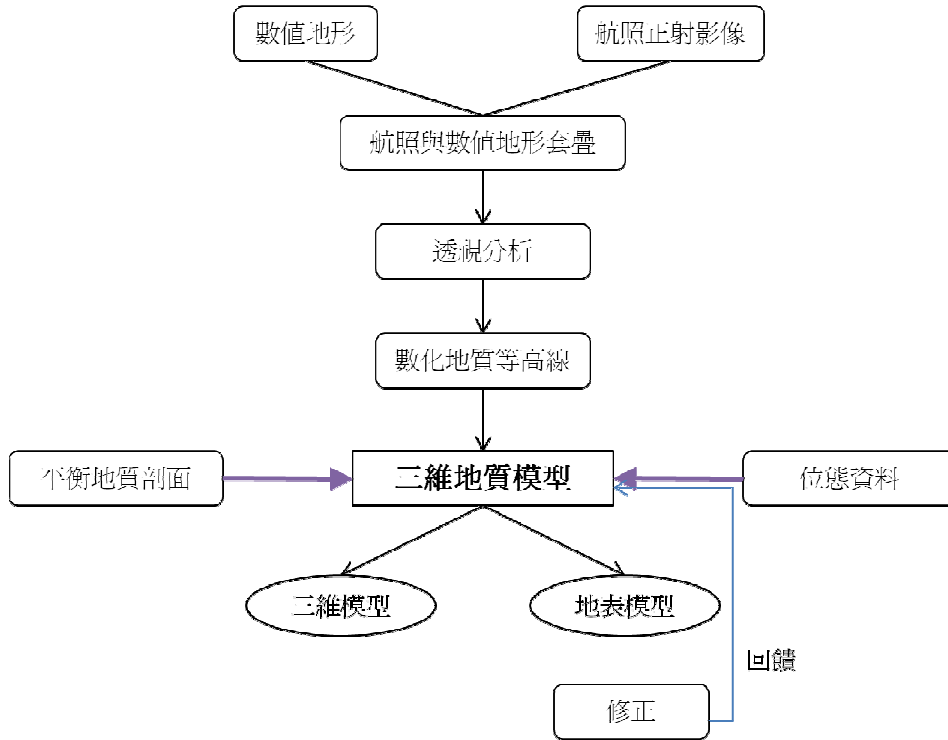 數值地形
航照正射影像
航照與數值地形套疊
透視分析
數化地質等高線
平衡地質剖面
三維地質模型
位態資料
三維模型
地表模型
回饋
修正